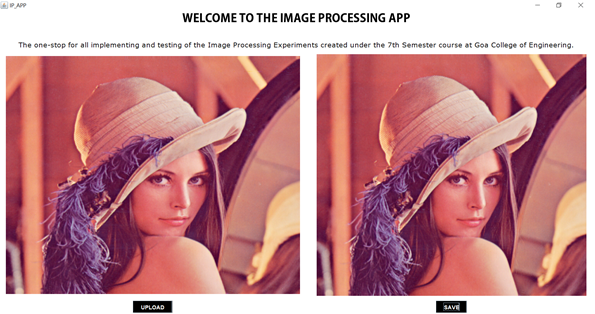 IP_APP
WELCOME TO THE IMAGE PROCESSING APP
The one-stop for all implementing and testing of the Image Processing Experiments created under the 7th Semester course at Goa College of Engineering.
UPLOAD
SAVE